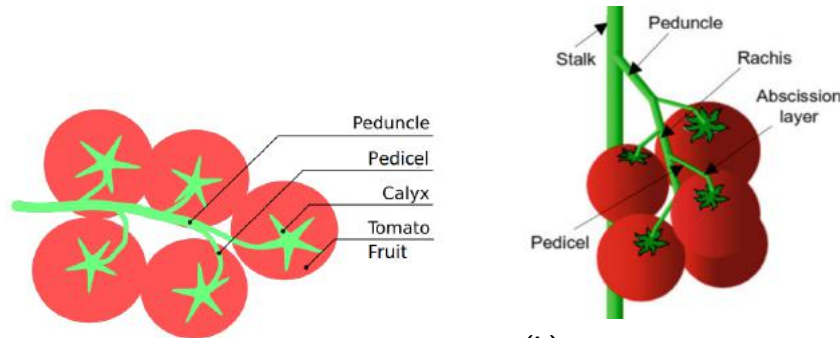 Peduncle
Pedicel
Calyx
Tomato
Fruit
Peduncle
Stalk
Rachis
Abscission
layer
Pedicel